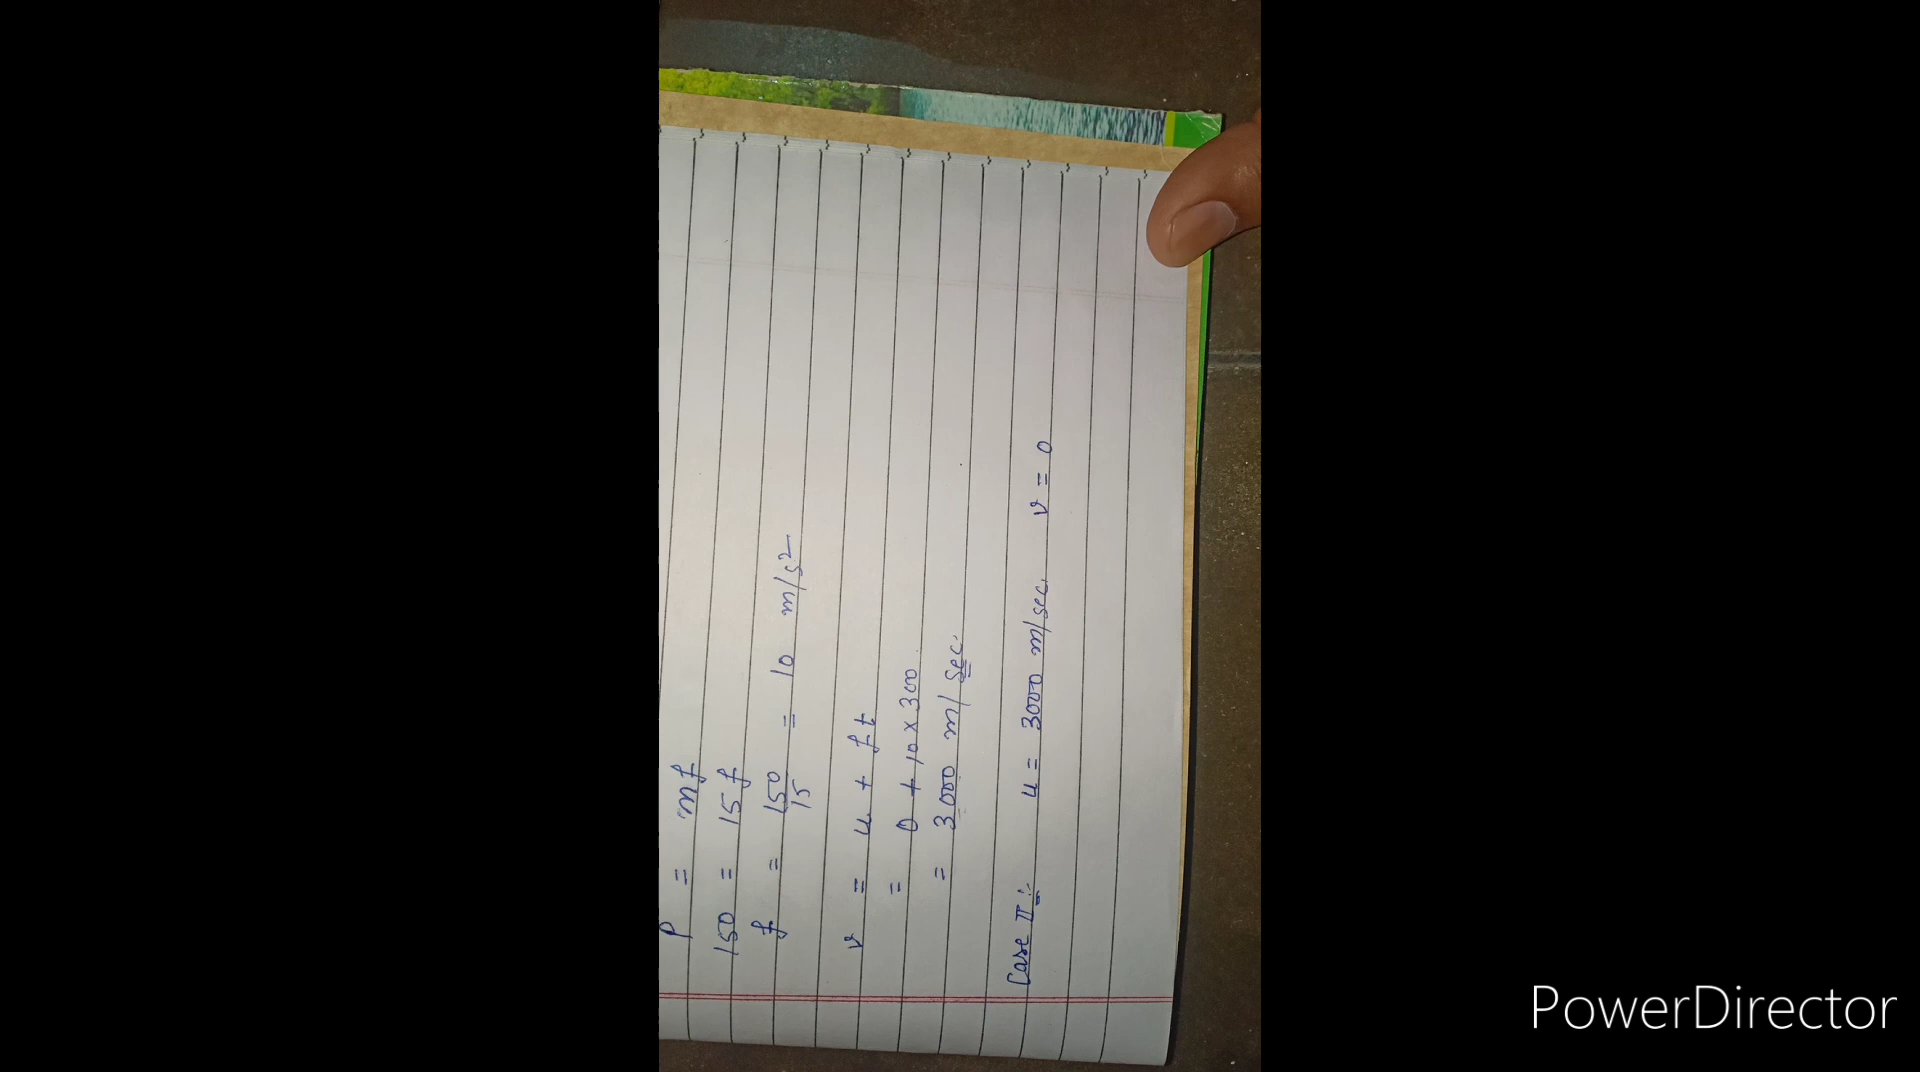 P = mf
150 = 15f
f = 150/15 = 10 m/s²
v = u + ft
= 0 + 10 × 300
= 3000 m/sec.
Case II :- u = 3000 m/sec. v = 0
PowerDirector